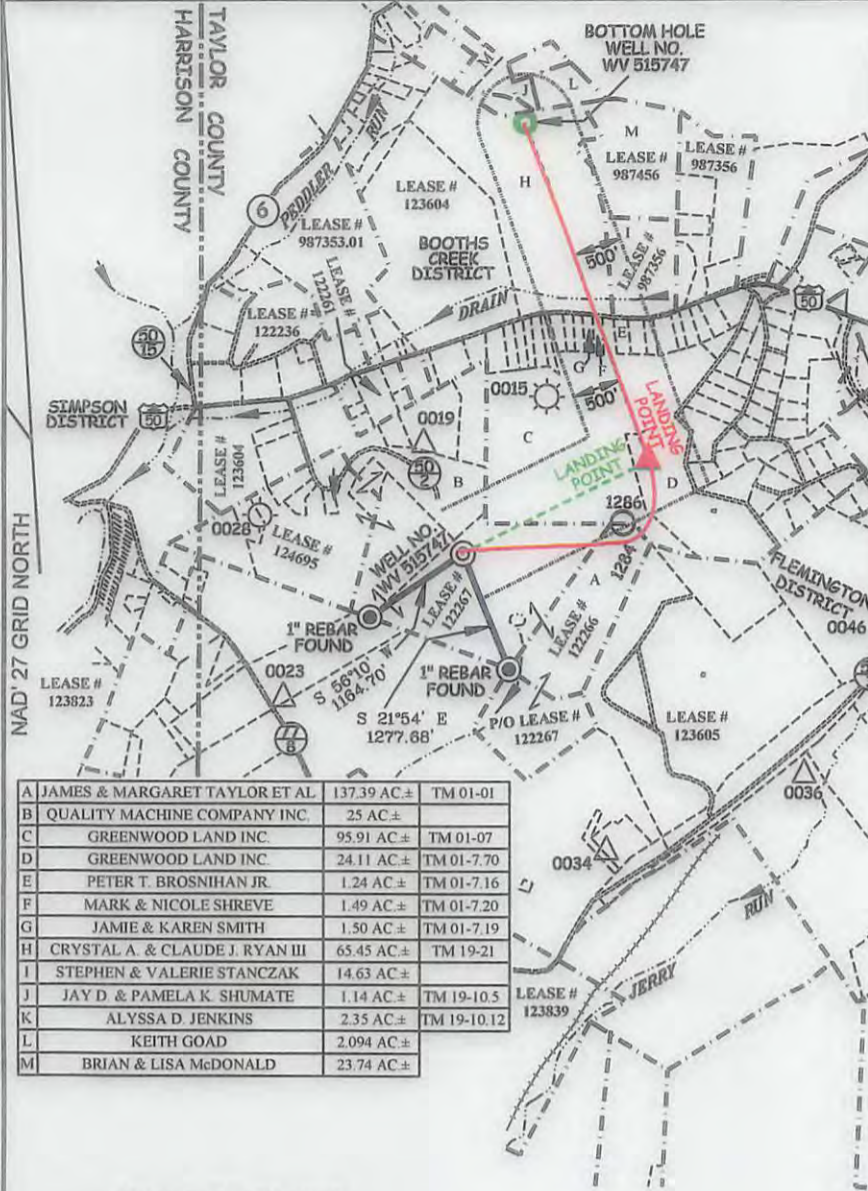 BOTTOM HOLE
WELL NO.
WV 515747
TAYLOR COUNTY
HARRISON COUNTY
M
J
L
M
LEASE #
987456
LEASE #
987356
H
LEASE #
123604
6
PEDDLER RUN
LEASE #
987353.01
BOOTHS
CREEK
DISTRICT
I
500'
LEASE #
987356
LEASE #
122261
DRAIN
LEASE #
122236
50
15
50
E
G
F
0015
500'
SIMPSON
DISTRICT
50
0019
C
LANDING
POINT
LANDING
POINT
LEASE #
123604
50
2
B
D
0028
LEASE #
124695
1286
1284
WELL NO.
WV 515747
FLEMINGTON
DISTRICT
0046
LEASE #
122267
A
LEASE #
122266
1" REBAR
FOUND
0023
S 56°10' W
1164.70'
1" REBAR
FOUND
LEASE #
123823
S 21°54' E
1277.68'
P/O LEASE #
122267
LEASE #
123605
77
8
NAD' 27 GRID NORTH
0036
0034
RUN
JERRY
LEASE #
123839
A JAMES & MARGARET TAYLOR ET AL 137.39 AC.± TM 01-01
B QUALITY MACHINE COMPANY INC. 25 AC.±
C GREENWOOD LAND INC. 95.91 AC.± TM 01-07
D GREENWOOD LAND INC. 24.11 AC.± TM 01-7.70
E PETER T. BROSNIHAN JR. 1.24 AC.± TM 01-7.16
F MARK & NICOLE SHREVE 1.49 AC.± TM 01-7.20
G JAMIE & KAREN SMITH 1.50 AC.± TM 01-7.19
H CRYSTAL A. & CLAUDE J. RYAN III 65.45 AC.± TM 19-21
I STEPHEN & VALERIE STANCZAK 14.63 AC.±
J JAY D. & PAMELA K. SHUMATE 1.14 AC.± TM 19-10.5
K ALYSSA D. JENKINS 2.35 AC.± TM 19-10.12
L KEITH GOAD 2.094 AC.±
M BRIAN & LISA McDONALD 23.74 AC.±